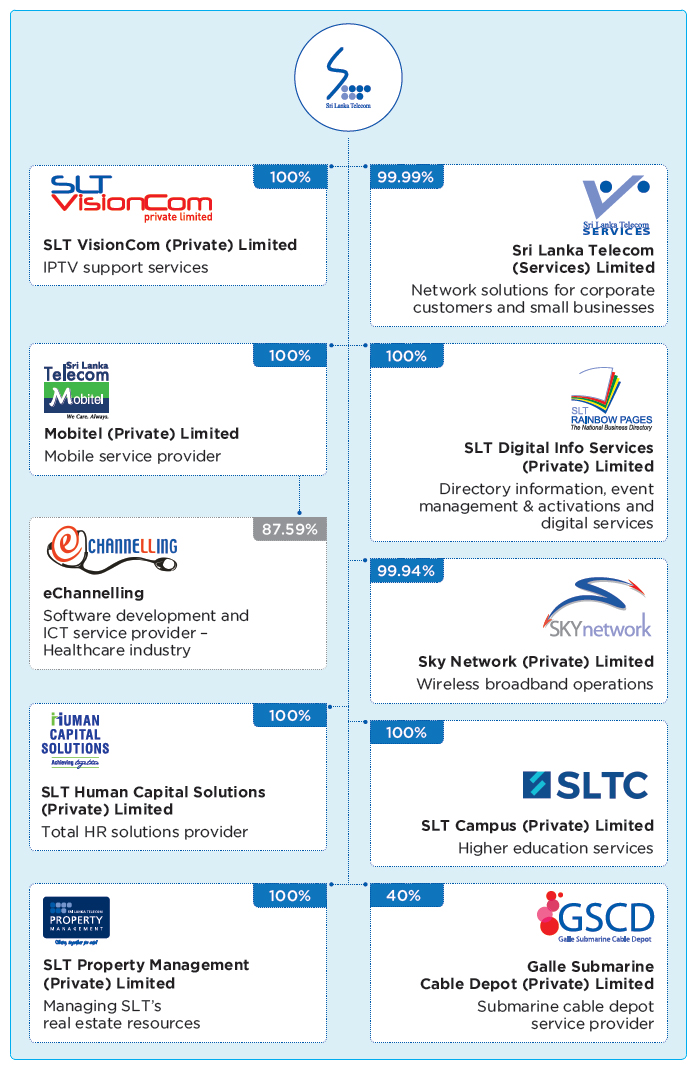 Sri Lanka Telecom
100%
SLT
VisionCom
private limited
SLT VisionCom (Private) Limited
IPTV support services
99.99%
Sri Lanka Telecom
SERVICES
Sri Lanka Telecom
(Services) Limited
Network solutions for corporate
customers and small businesses
100%
Sri Lanka
Telecom
Mobitel
We Care. Always.
Mobitel (Private) Limited
Mobile service provider
100%
SLT
RAINBOW PAGES
The National Business Directory
SLT Digital Info Services
(Private) Limited
Directory information, event
management & activations and
digital services
87.59%
e CHANNELLING
eChannelling
Software development and
ICT service provider –
Healthcare industry
99.94%
SKYnetwork
Sky Network (Private) Limited
Wireless broadband operations
100%
HUMAN
CAPITAL
SOLUTIONS
Achieving together
SLT Human Capital Solutions
(Private) Limited
Total HR solutions provider
100%
SLTC
SLT Campus (Private) Limited
Higher education services
100%
SRI LANKA TELECOM
PROPERTY
MANAGEMENT
SLT Property Management
(Private) Limited
Managing SLT's
real estate resources
40%
GSCD
Galle Submarine Cable Depot
Galle Submarine
Cable Depot (Private) Limited
Submarine cable depot
service provider